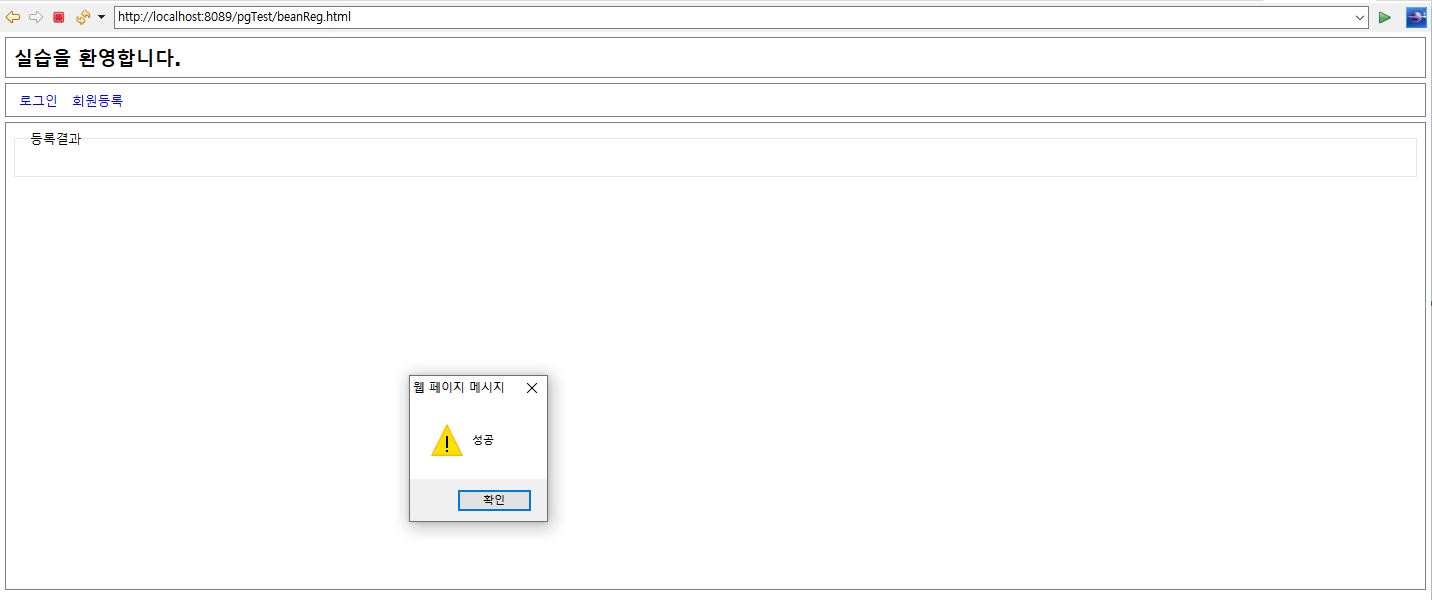 http://localhost:8089/pgTest/beanReg.html
실습을 환영합니다.
로그인 회원등록
등록결과
웹 페이지 메시지
성공
확인